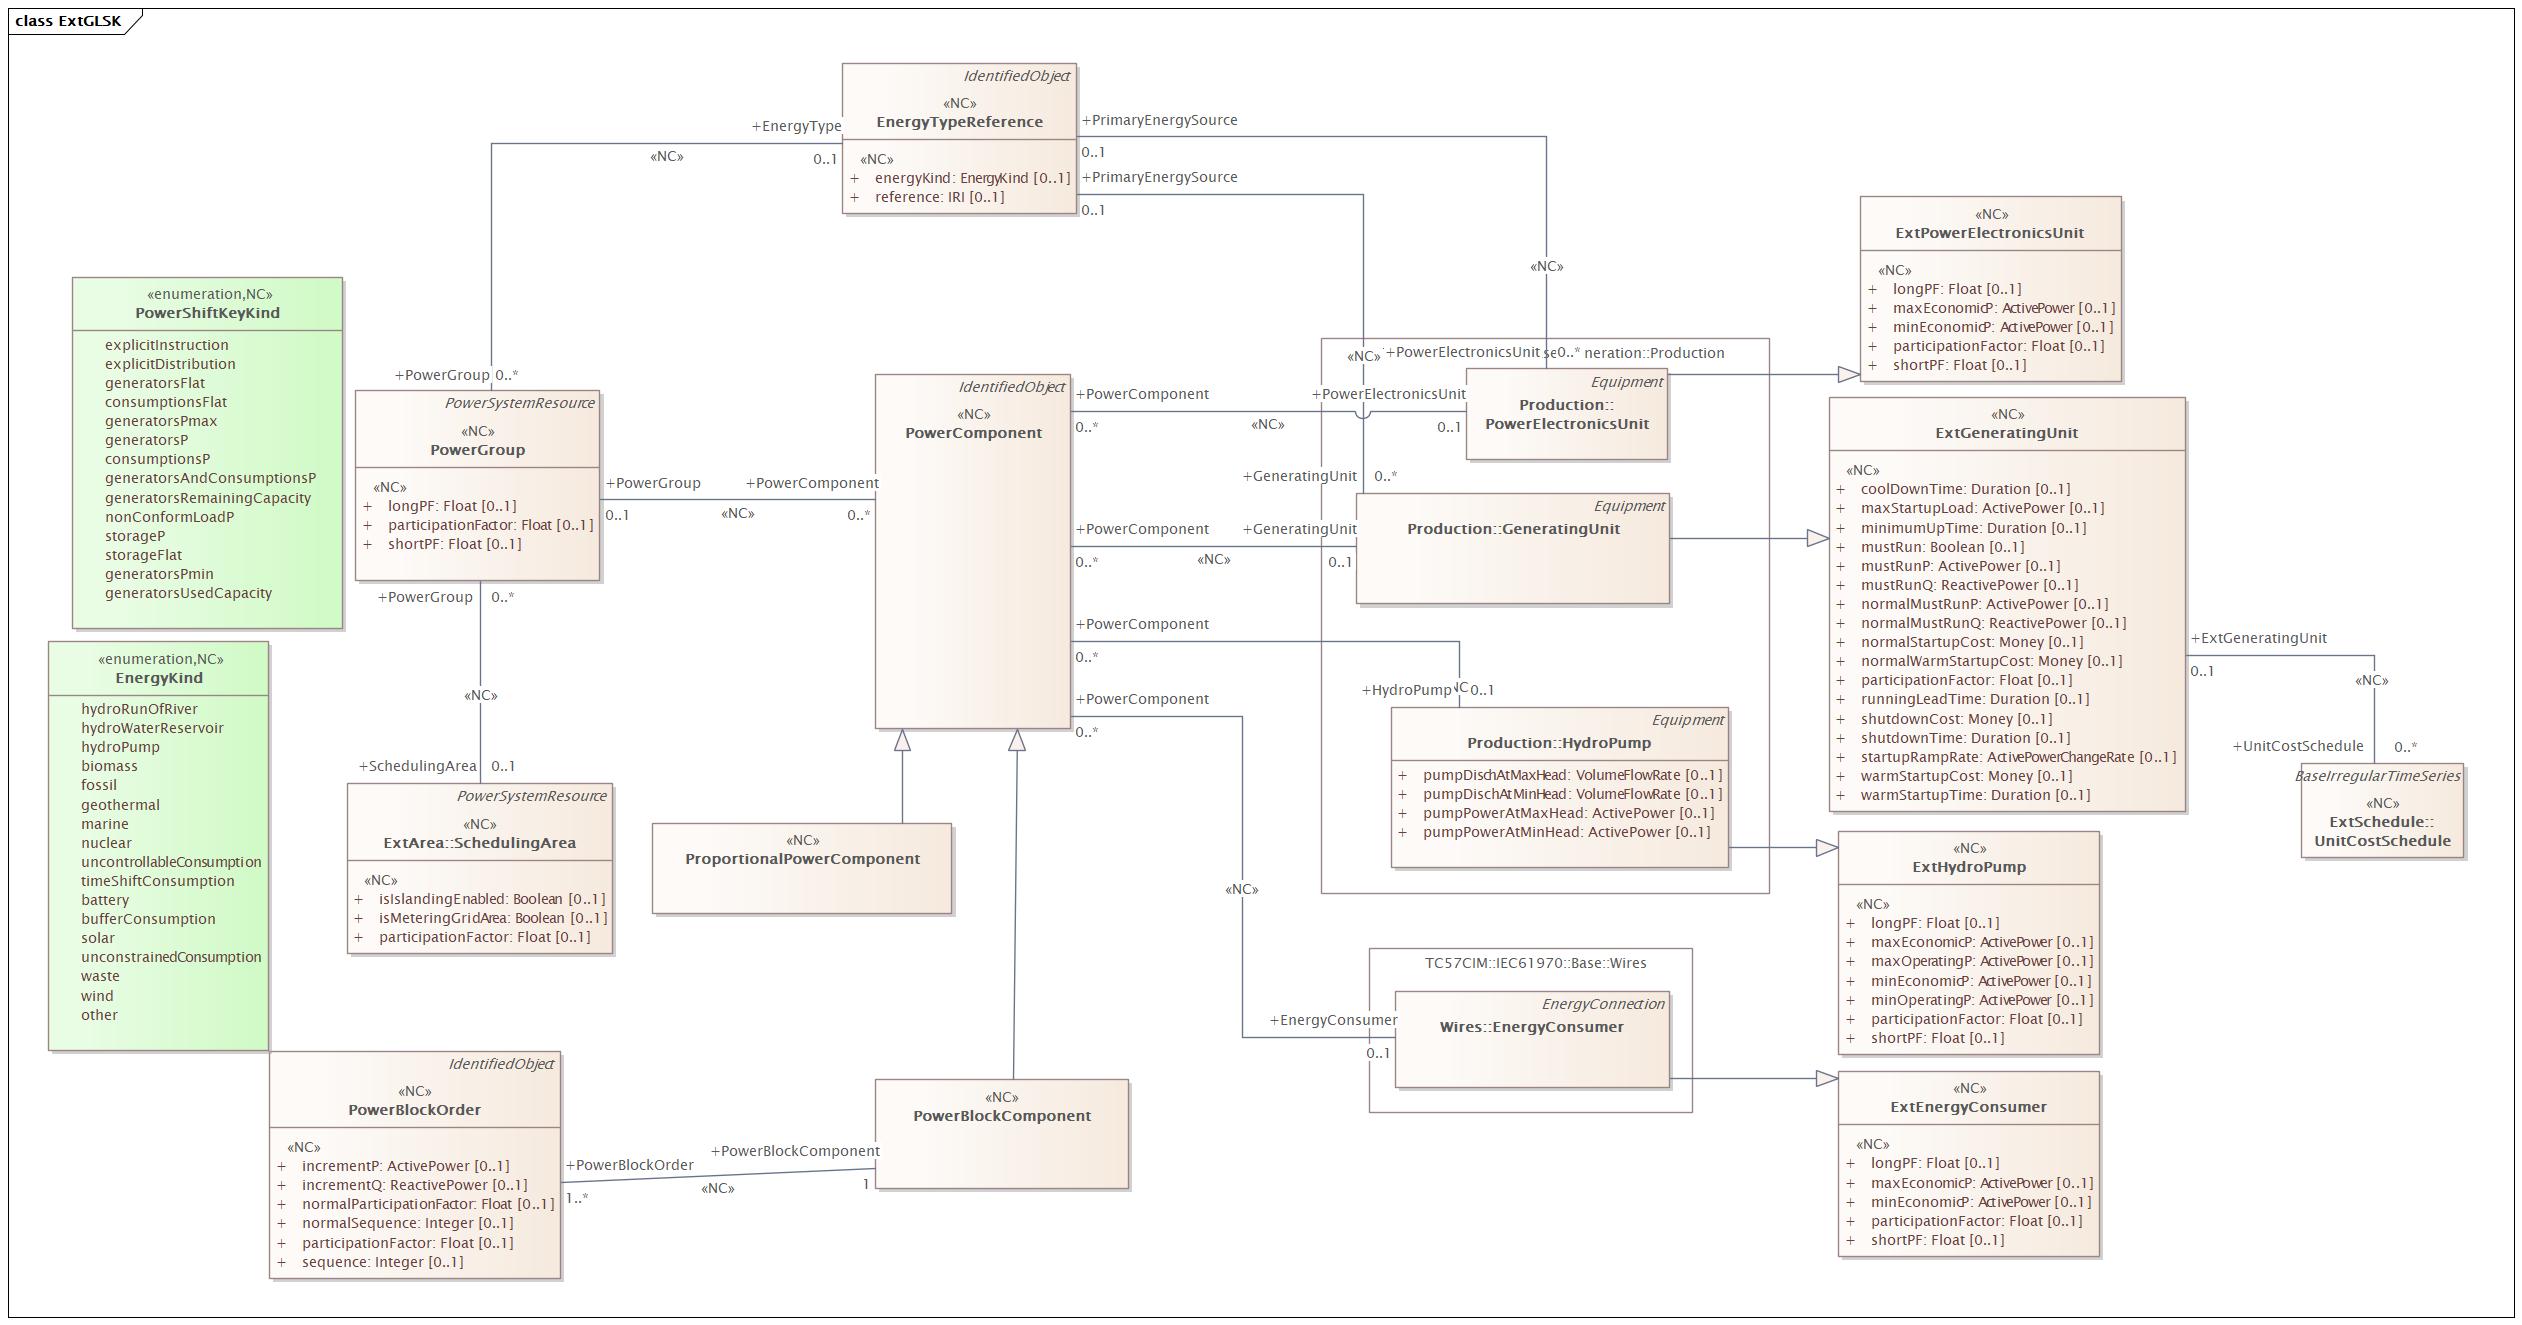 class ExtGLSK
IdentifiedObject
«NC»
EnergyTypeReference
«NC»
+ energyKind: EnergyKind [0..1]
+ reference: IRI [0..1]
+EnergyType
0..1
«NC»
+PrimaryEnergySource
0..1
+PrimaryEnergySource
0..1
«NC»
«NC»
ExtPowerElectronicsUnit
«NC»
+ longPF: Float [0..1]
+ maxEconomicP: ActivePower [0..1]
+ minEconomicP: ActivePower [0..1]
+ participationFactor: Float [0..1]
+ shortPF: Float [0..1]
«enumeration,NC»
PowerShiftKeyKind
explicitInstruction
explicitDistribution
generatorsFlat
consumptionsFlat
generatorsPmax
generatorsP
consumptionsP
generatorsAndConsumptionsP
generatorsRemainingCapacity
nonConformLoadP
storageP
storageFlat
generatorsPmin
generatorsUsedCapacity
+PowerGroup 0..*
PowerSystemResource
«NC»
PowerGroup
«NC»
+ longPF: Float [0..1]
+ participationFactor: Float [0..1]
+ shortPF: Float [0..1]
+PowerGroup
0..1
«NC»
+PowerComponent
0..*
IdentifiedObject
«NC»
PowerComponent
+PowerComponent
0..*
«NC»
+PowerElectronicsUnit
0..1
«NC»
+PowerElectronicsUnit 0..*
neration::Production
Equipment
Production::
PowerElectronicsUnit
+GeneratingUnit 0..*
+PowerComponent
0..*
«NC»
+GeneratingUnit
0..1
Equipment
Production::GeneratingUnit
«NC»
ExtGeneratingUnit
«NC»
+ coolDownTime: Duration [0..1]
+ maxStartupLoad: ActivePower [0..1]
+ minimumUpTime: Duration [0..1]
+ mustRun: Boolean [0..1]
+ mustRunP: ActivePower [0..1]
+ mustRunQ: ReactivePower [0..1]
+ normalMustRunP: ActivePower [0..1]
+ normalMustRunQ: ReactivePower [0..1]
+ normalStartupCost: Money [0..1]
+ normalWarmStartupCost: Money [0..1]
+ participationFactor: Float [0..1]
+ runningLeadTime: Duration [0..1]
+ shutdownCost: Money [0..1]
+ shutdownTime: Duration [0..1]
+ startupRampRate: ActivePowerChangeRate [0..1]
+ warmStartupCost: Money [0..1]
+ warmStartupTime: Duration [0..1]
+ExtGeneratingUnit
0..1
«NC»
+UnitCostSchedule 0..*
BaseIrregularTimeSeries
«NC»
ExtSchedule::
UnitCostSchedule
+PowerGroup 0..*
«NC»
+SchedulingArea 0..1
PowerSystemResource
«NC»
ExtArea::SchedulingArea
«NC»
+ isIslandingEnabled: Boolean [0..1]
+ isMeteringGridArea: Boolean [0..1]
+ participationFactor: Float [0..1]
«enumeration,NC»
EnergyKind
hydroRunOfRiver
hydroWaterReservoir
hydroPump
biomass
fossil
geothermal
marine
nuclear
uncontrollableConsumption
timeShiftConsumption
battery
bufferConsumption
solar
unconstrainedConsumption
waste
wind
other
+PowerComponent
0..*
+HydroPump 0..1
Equipment
Production::HydroPump
+ pumpDischAtMaxHead: VolumeFlowRate [0..1]
+ pumpDischAtMinHead: VolumeFlowRate [0..1]
+ pumpPowerAtMaxHead: ActivePower [0..1]
+ pumpPowerAtMinHead: ActivePower [0..1]
+PowerComponent
0..*
«NC»
«NC»
ProportionalPowerComponent
«NC»
ExtHydroPump
«NC»
+ longPF: Float [0..1]
+ maxEconomicP: ActivePower [0..1]
+ maxOperatingP: ActivePower [0..1]
+ minEconomicP: ActivePower [0..1]
+ minOperatingP: ActivePower [0..1]
+ participationFactor: Float [0..1]
+ shortPF: Float [0..1]
TC57CIM::IEC61970::Base::Wires
EnergyConnection
Wires::EnergyConsumer
+EnergyConsumer
0..1
«NC»
ExtEnergyConsumer
«NC»
+ longPF: Float [0..1]
+ maxEconomicP: ActivePower [0..1]
+ minEconomicP: ActivePower [0..1]
+ participationFactor: Float [0..1]
+ shortPF: Float [0..1]
IdentifiedObject
«NC»
PowerBlockOrder
«NC»
+ incrementP: ActivePower [0..1]
+ incrementQ: ReactivePower [0..1]
+ normalParticipationFactor: Float [0..1]
+ normalSequence: Integer [0..1]
+ participationFactor: Float [0..1]
+ sequence: Integer [0..1]
+PowerBlockOrder
1..*
«NC»
+PowerBlockComponent
1
«NC»
PowerBlockComponent